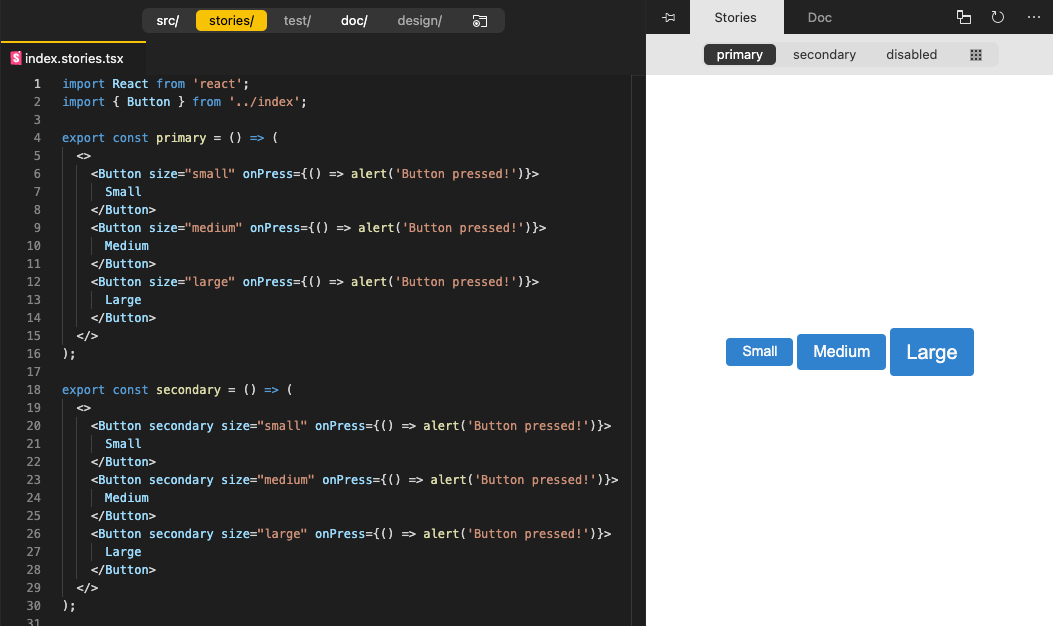 src/ stories/ test/ doc/ design/
Stories Doc
index.stories.tsx
primary secondary disabled
1 import React from 'react';
2 import { Button } from '../index';
3
4 export const primary = () => (
5 <>
6 <Button size="small" onPress={() => alert('Button pressed!')}>
7 Small
8 </Button>
9 <Button size="medium" onPress={() => alert('Button pressed!')}>
10 Medium
11 </Button>
12 <Button size="large" onPress={() => alert('Button pressed!')}>
13 Large
14 </Button>
15 </>
16 );
17
18 export const secondary = () => (
19 <>
20 <Button secondary size="small" onPress={() => alert('Button pressed!')}>
21 Small
22 </Button>
23 <Button secondary size="medium" onPress={() => alert('Button pressed!')}>
24 Medium
25 </Button>
26 <Button secondary size="large" onPress={() => alert('Button pressed!')}>
27 Large
28 </Button>
29 </>
30 );
31
Small Medium Large